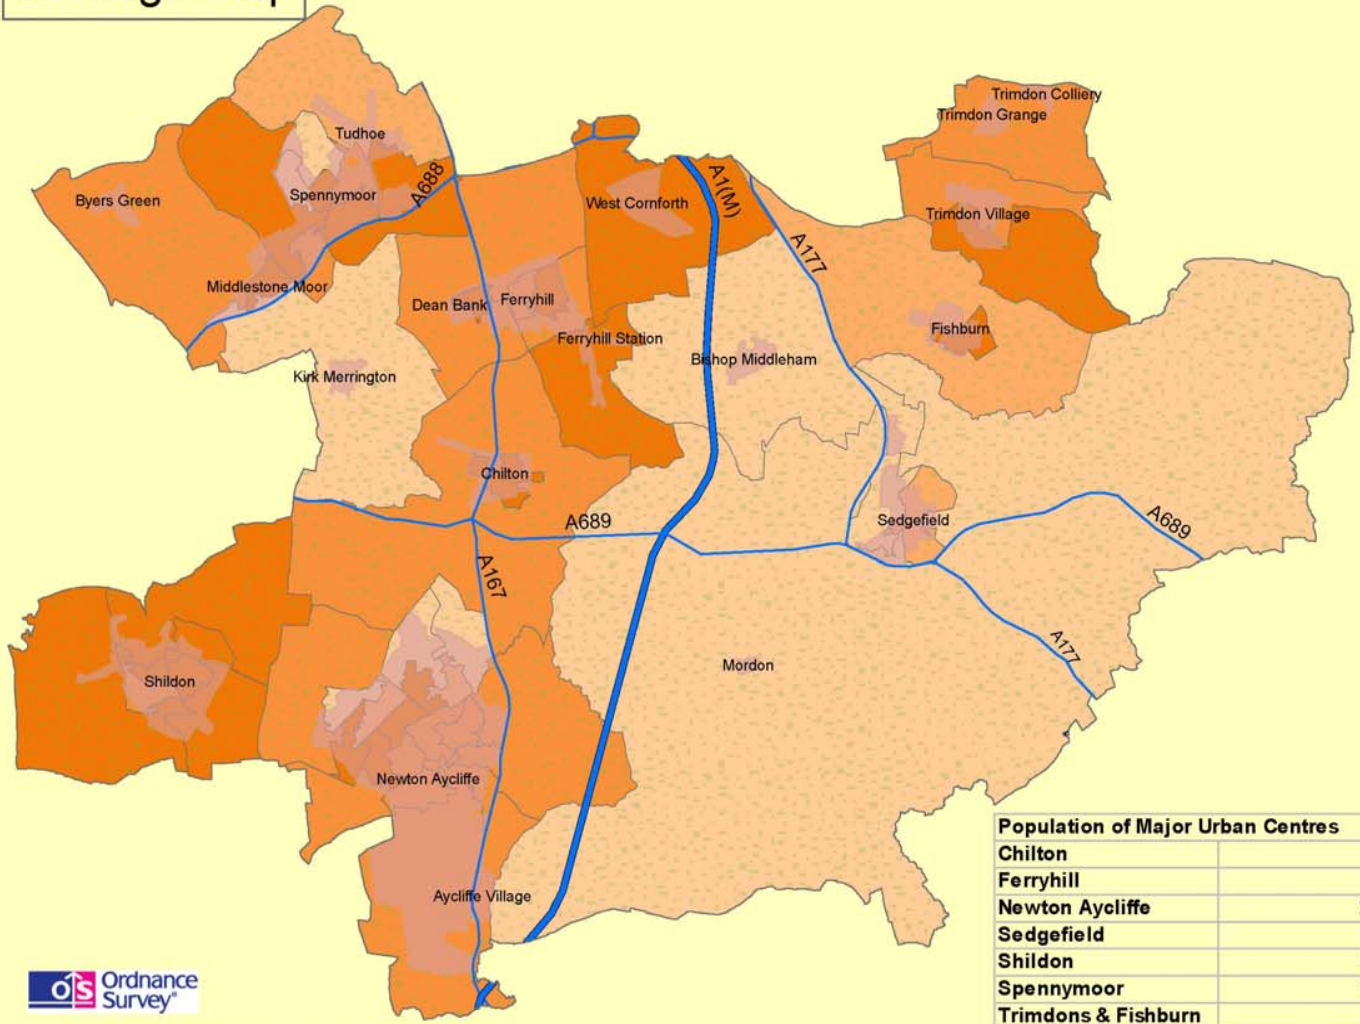 Trimdon Colliery
Trimdon Grange
Tudhoe
A688
A1(M)
Byers Green
Spennymoor
West Cornforth
Trimdon Village
A177
Middlestone Moor
Dean Bank
Ferryhill
Ferryhill Station
Fishburn
Bishop Middleham
Kirk Merrington
Chilton
A689
Sedgefield
A689
A167
A177
Mordon
Shildon
Newton Aycliffe
Aycliffe Village
Population of Major Urban Centres
Chilton
Ferryhill
Newton Aycliffe
Sedgefield
Shildon
Spennymoor
Trimdons & Fishburn
OS Ordnance
Survey®